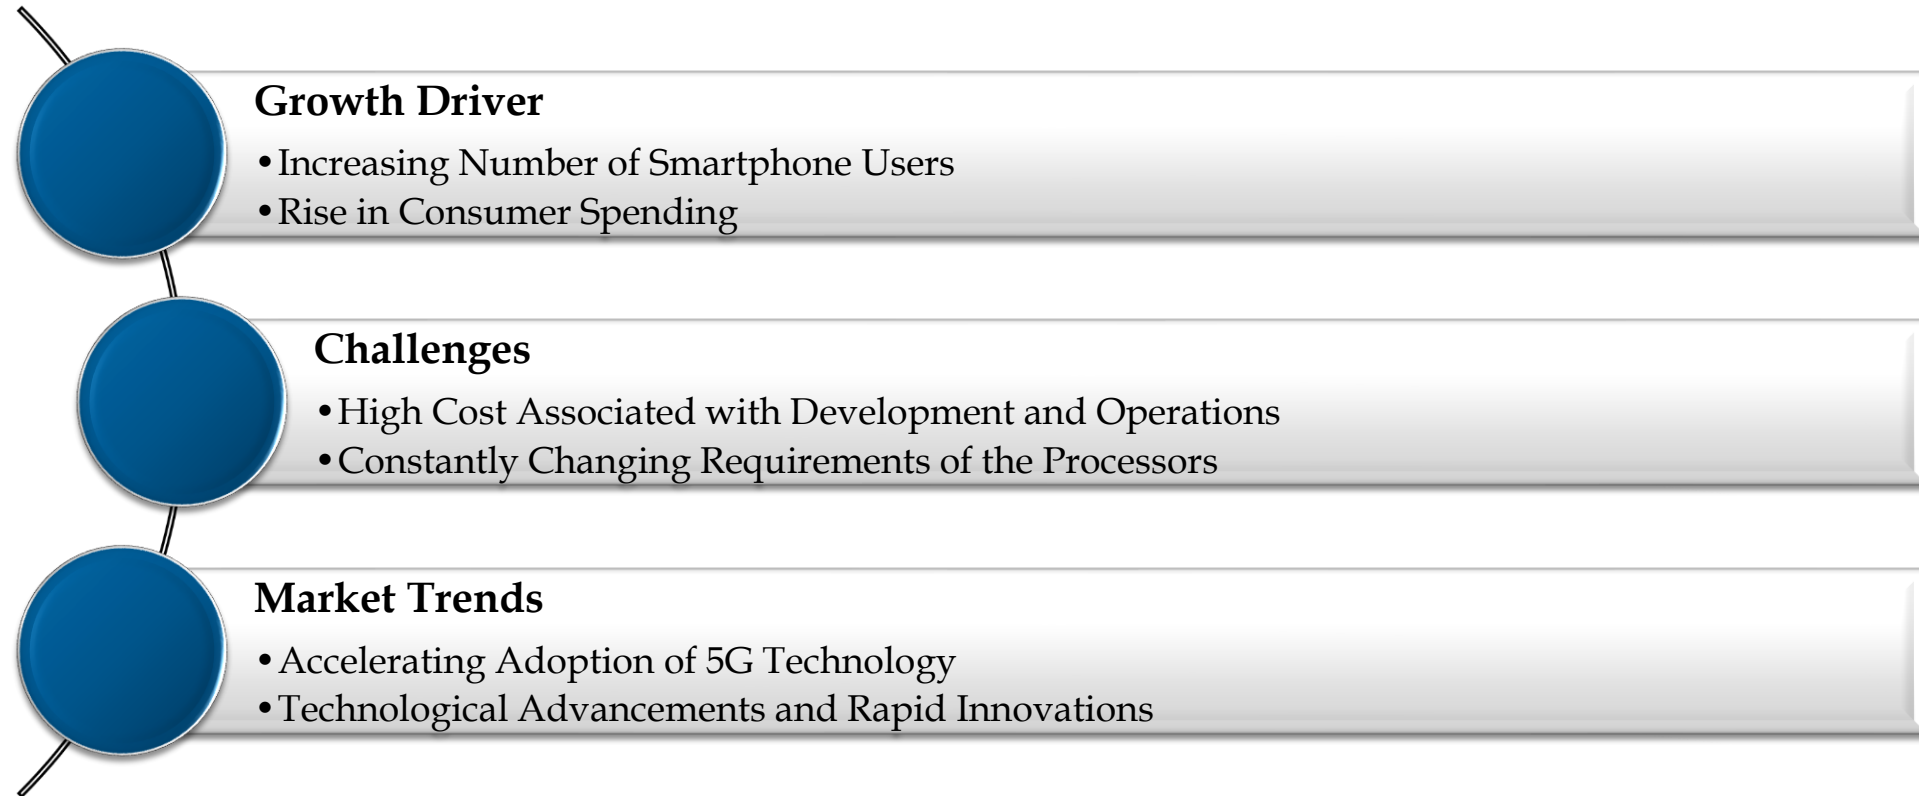 Growth Driver
•Increasing Number of Smartphone Users
•Rise in Consumer Spending
Challenges
•High Cost Associated with Development and Operations
•Constantly Changing Requirements of the Processors
Market Trends
•Accelerating Adoption of 5G Technology
•Technological Advancements and Rapid Innovations